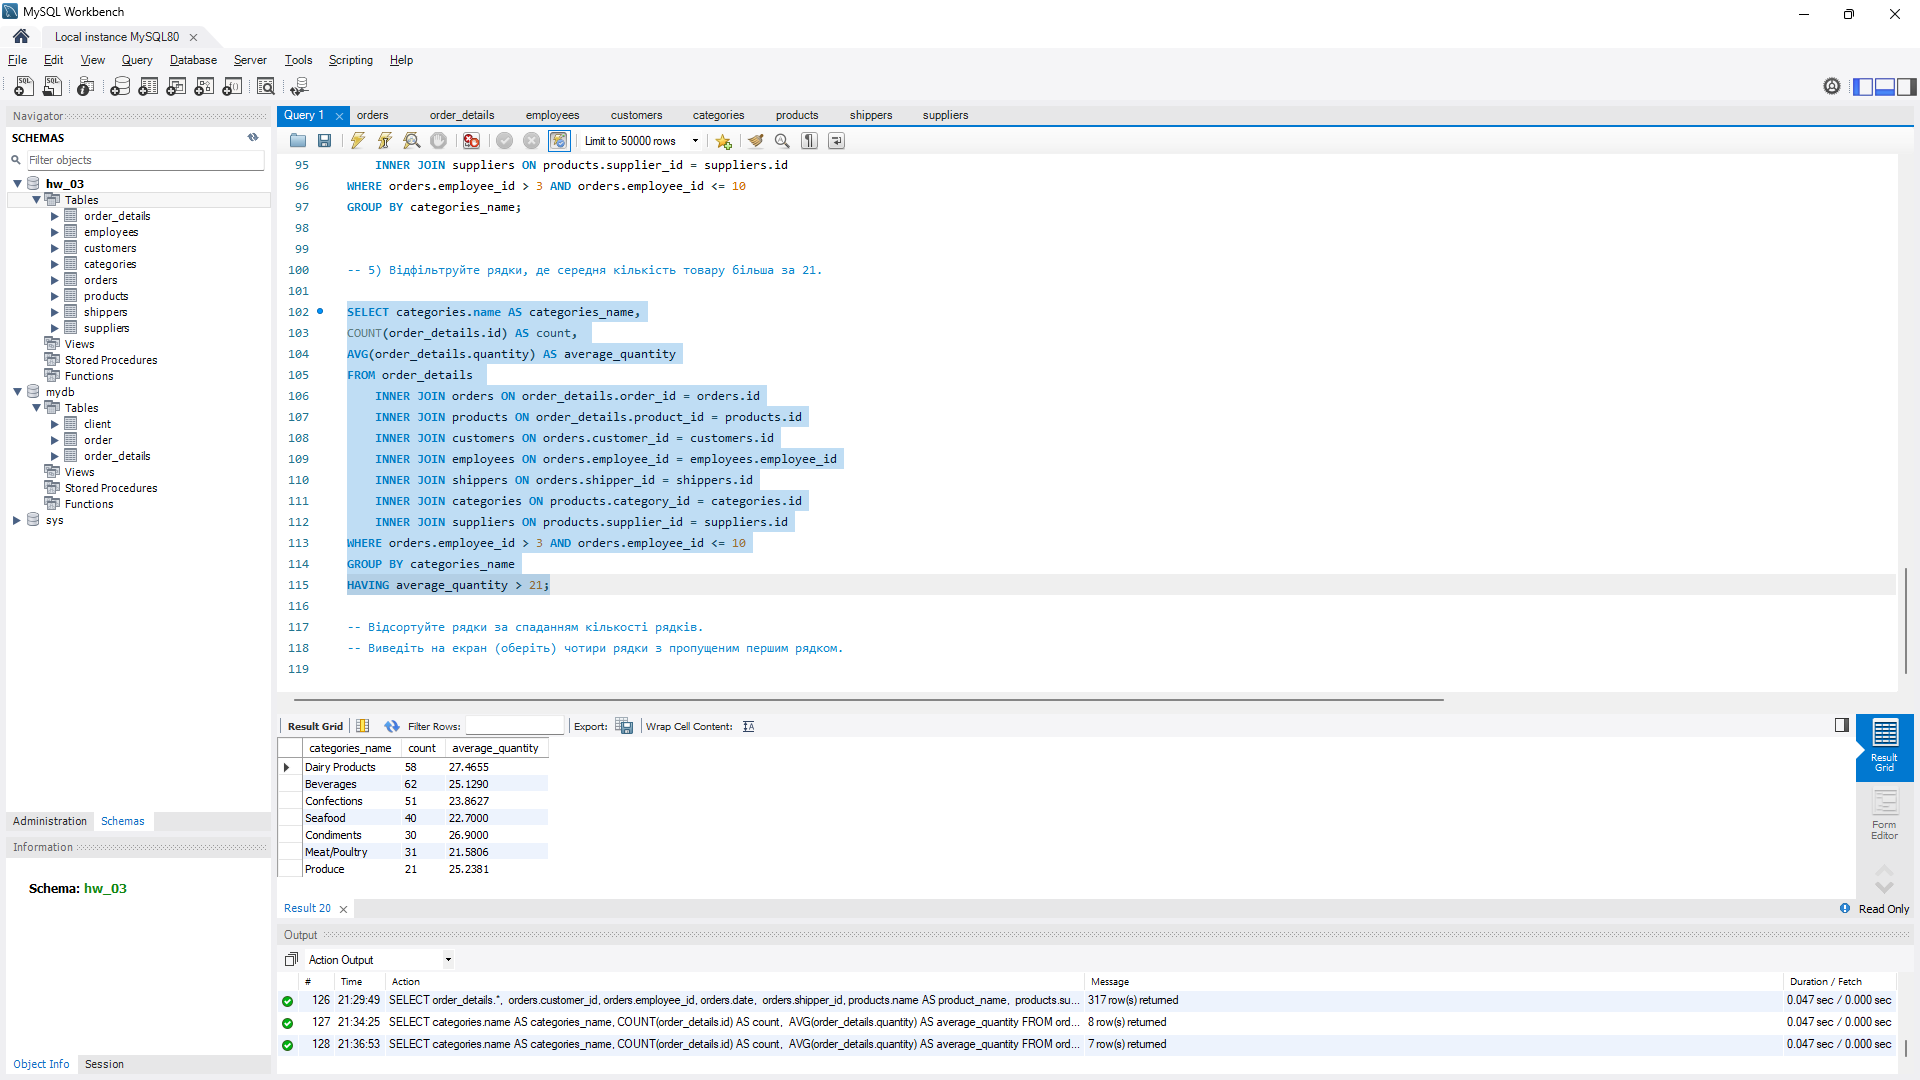 MySQL Workbench
Local instance MySQL80
File Edit View Query Database Server Tools Scripting Help
Navigator
SCHEMAS
Filter objects
hw_03
Tables
order_details
employees
customers
categories
orders
products
shippers
suppliers
Views
Stored Procedures
Functions
mydb
Tables
client
order
order_details
Views
Stored Procedures
Functions
sys
Administration Schemas
Information
Schema: hw_03
Object Info Session
Query 1 orders order_details employees customers categories products shippers suppliers
Limit to 50000 rows
95 INNER JOIN suppliers ON products.supplier_id = suppliers.id
96 WHERE orders.employee_id > 3 AND orders.employee_id <= 10
97 GROUP BY categories_name;
98
99
100 -- 5) Відфільтруйте рядки, де середня кількість товару більша за 21.
101
102 SELECT categories.name AS categories_name,
103 COUNT(order_details.id) AS count,
104 AVG(order_details.quantity) AS average_quantity
105 FROM order_details
106 INNER JOIN orders ON order_details.order_id = orders.id
107 INNER JOIN products ON order_details.product_id = products.id
108 INNER JOIN customers ON orders.customer_id = customers.id
109 INNER JOIN employees ON orders.employee_id = employees.employee_id
110 INNER JOIN shippers ON orders.shipper_id = shippers.id
111 INNER JOIN categories ON products.category_id = categories.id
112 INNER JOIN suppliers ON products.supplier_id = suppliers.id
113 WHERE orders.employee_id > 3 AND orders.employee_id <= 10
114 GROUP BY categories_name
115 HAVING average_quantity > 21;
116
117 -- Відсортуйте рядки за спаданням кількості рядків.
118 -- Виведіть на екран (оберіть) чотири рядки з пропущеним першим рядком.
119
Result Grid Filter Rows: Export: Wrap Cell Content:
categories_name count average_quantity
Dairy Products 58 27.4655
Beverages 62 25.1290
Confections 51 23.8627
Seafood 40 22.7000
Condiments 30 26.9000
Meat/Poultry 31 21.5806
Produce 21 25.2381
Result Grid
Form Editor
Result 20
Read Only
Output
Action Output
# Time Action Message Duration / Fetch
126 21:29:49 SELECT order_details.*, orders.customer_id, orders.employee_id, orders.date, orders.shipper_id, products.name AS product_name, products.su... 317 row(s) returned 0.047 sec / 0.000 sec
127 21:34:25 SELECT categories.name AS categories_name, COUNT(order_details.id) AS count, AVG(order_details.quantity) AS average_quantity FROM ord... 8 row(s) returned 0.047 sec / 0.000 sec
128 21:36:53 SELECT categories.name AS categories_name, COUNT(order_details.id) AS count, AVG(order_details.quantity) AS average_quantity FROM ord... 7 row(s) returned 0.047 sec / 0.000 sec